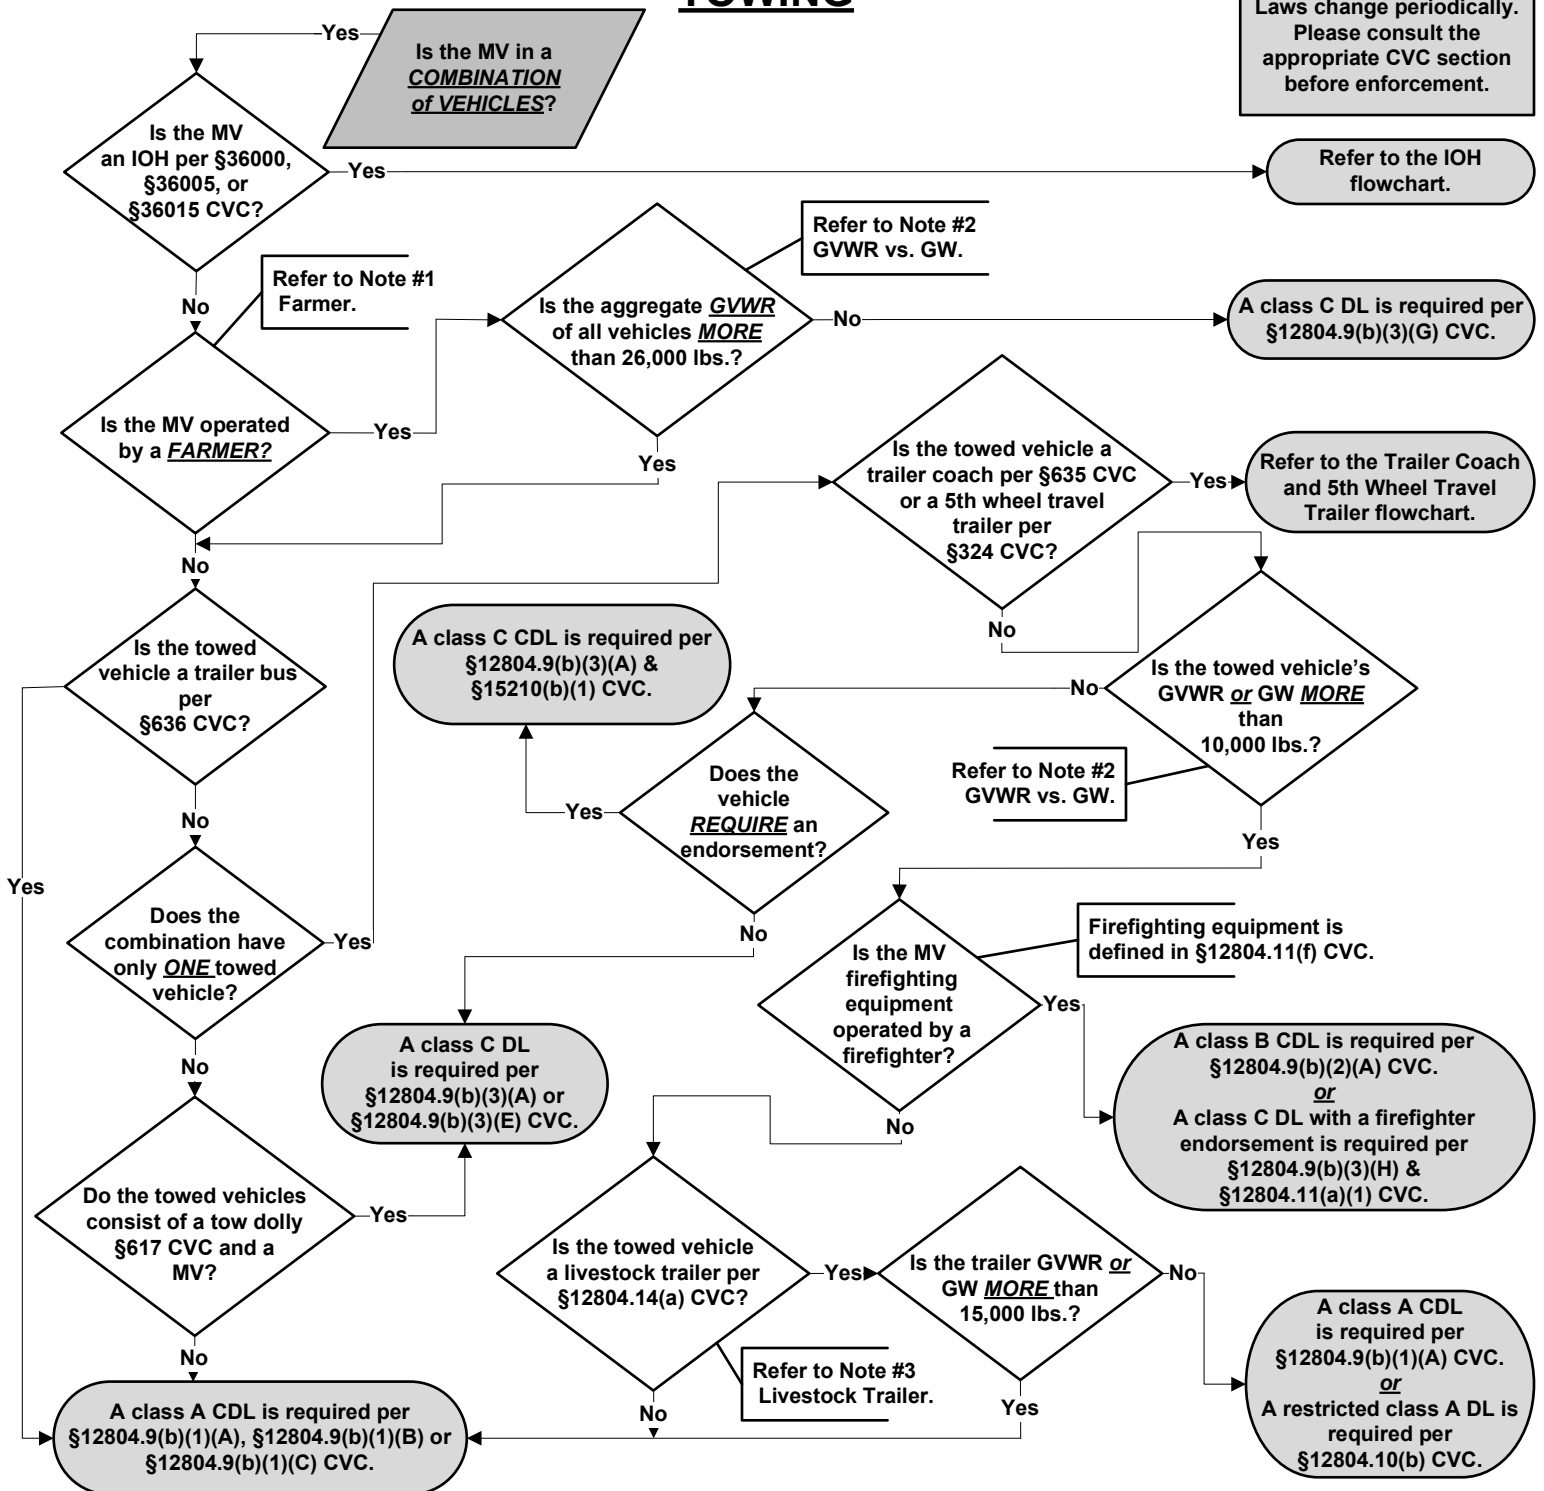 TOWING
Laws change periodically.
Please consult the
appropriate CVC section
before enforcement.
Yes
Is the MV in a
COMBINATION
of VEHICLES?
Is the MV
an IOH per §36000,
§36005, or
§36015 CVC?
Yes
Refer to the IOH
flowchart.
No
Refer to Note #1
Farmer.
Refer to Note #2
GVWR vs. GW.
Is the aggregate GVWR
of all vehicles MORE
than 26,000 lbs.?
No
A class C DL is required per
§12804.9(b)(3)(G) CVC.
Yes
Is the MV operated
by a FARMER?
Yes
No
Is the towed vehicle a
trailer coach per §635 CVC
or a 5th wheel travel
trailer per
§324 CVC?
Yes
Refer to the Trailer Coach
and 5th Wheel Travel
Trailer flowchart.
No
Is the towed
vehicle a trailer bus
per
§636 CVC?
A class C CDL is required per
§12804.9(b)(3)(A) &
§15210(b)(1) CVC.
No
Is the towed vehicle's
GVWR or GW MORE
than
10,000 lbs.?
Refer to Note #2
GVWR vs. GW.
Yes
Does the
vehicle
REQUIRE an
endorsement?
Yes
No
No
Yes
Does the
combination have
only ONE towed
vehicle?
Yes
No
Is the MV
firefighting
equipment
operated by a
firefighter?
Firefighting equipment is
defined in §12804.11(f) CVC.
Yes
No
A class C DL
is required per
§12804.9(b)(3)(A) or
§12804.9(b)(3)(E) CVC.
A class B CDL is required per
§12804.9(b)(2)(A) CVC.
or
A class C DL with a firefighter
endorsement is required per
§12804.9(b)(3)(H) &
§12804.11(a)(1) CVC.
Do the towed vehicles
consist of a tow dolly
§617 CVC and a
MV?
Yes
No
Is the towed vehicle
a livestock trailer per
§12804.14(a) CVC?
Yes
Is the trailer GVWR or
GW MORE than
15,000 lbs.?
No
Refer to Note #3
Livestock Trailer.
No
Yes
A class A CDL
is required per
§12804.9(b)(1)(A) CVC.
or
A restricted class A DL is
required per
§12804.10(b) CVC.
A class A CDL is required per
§12804.9(b)(1)(A), §12804.9(b)(1)(B) or
§12804.9(b)(1)(C) CVC.